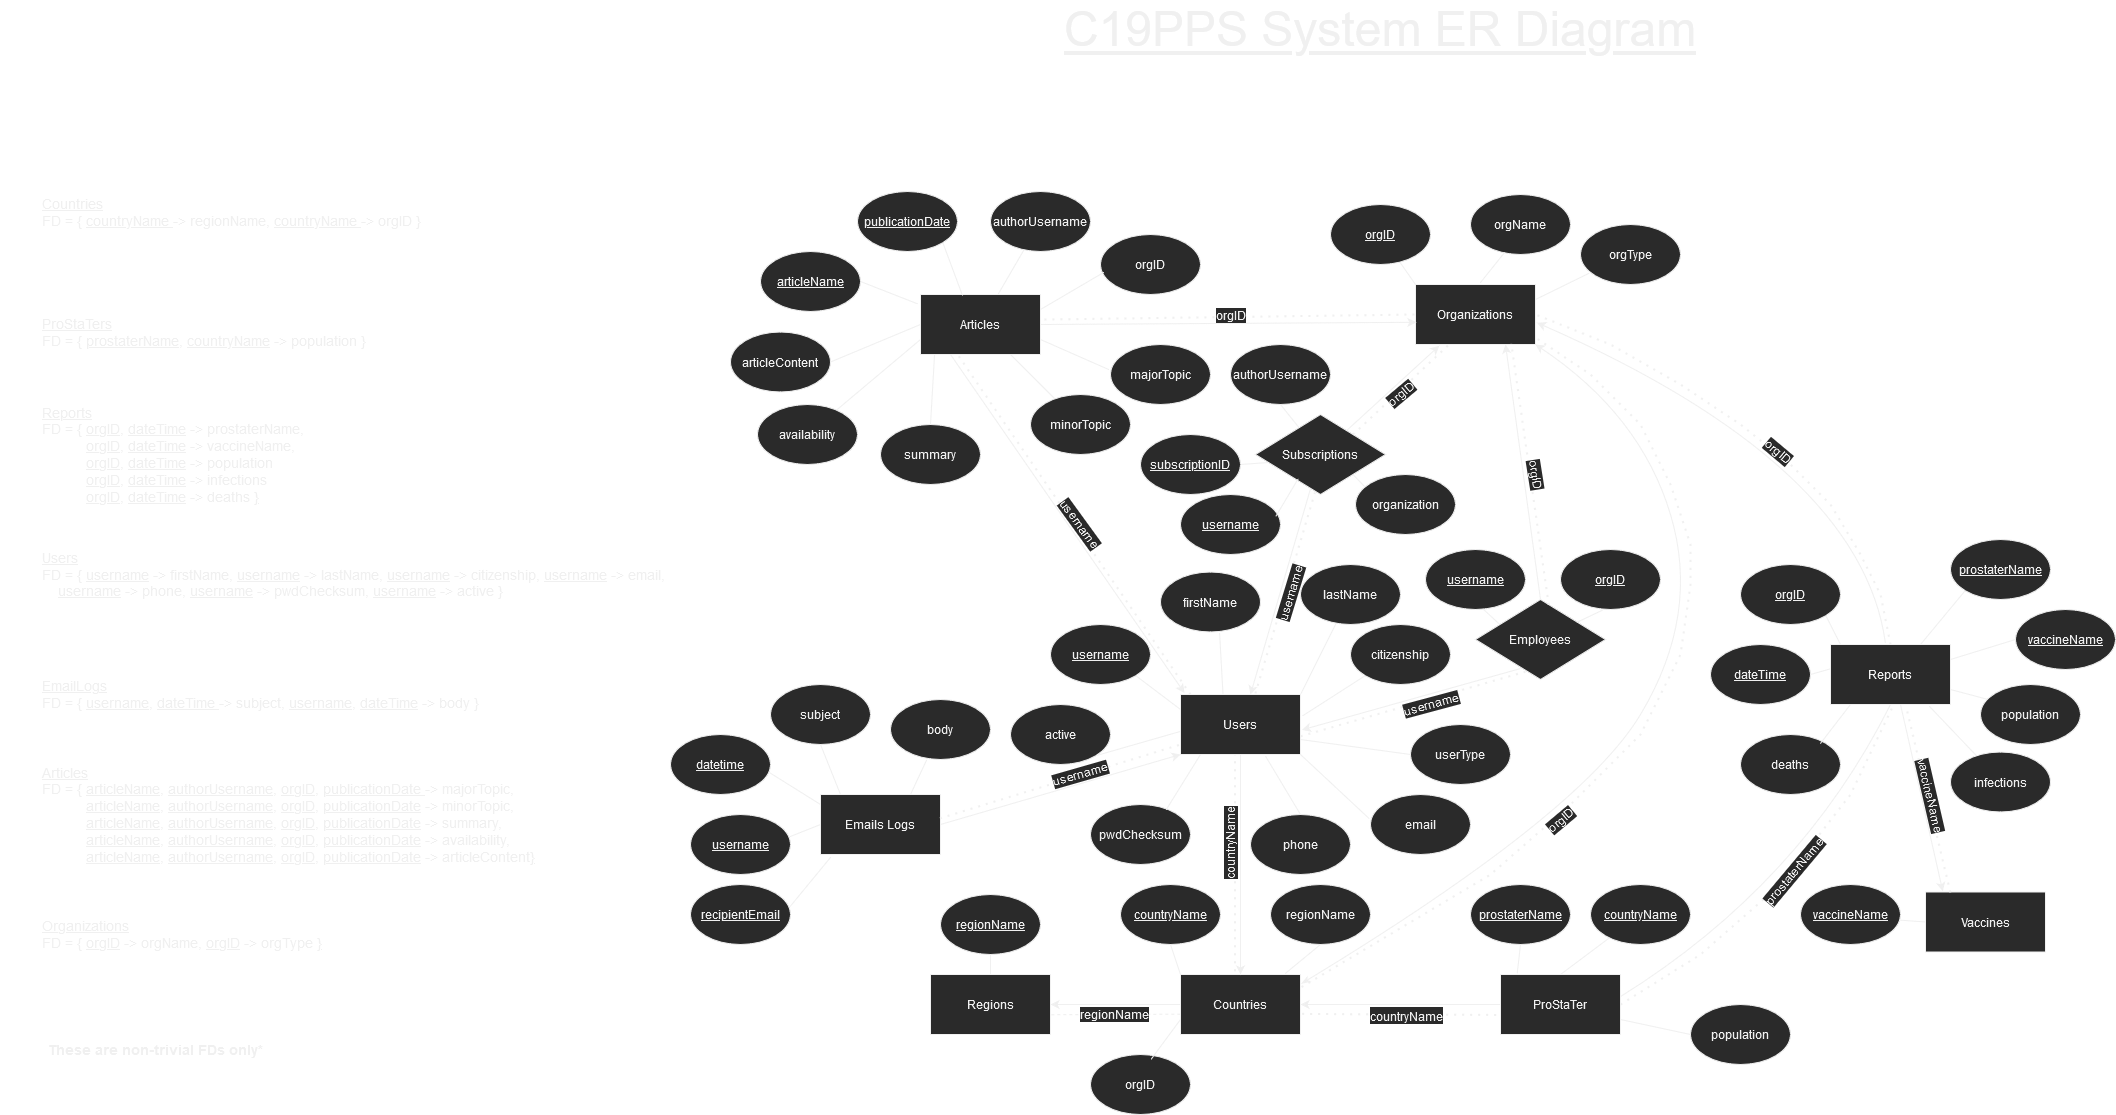 C19PPS System ER Diagram
Countries
FD = { countryName -> regionName, countryName -> orgID }
ProStaTers
FD = { prostaterName, countryName -> population }
Reports
FD = { orgID, dateTime -> prostaterName,
orgID, dateTime -> vaccineName,
orgID, dateTime -> population
orgID, dateTime -> infections
orgID, dateTime -> deaths }
Users
FD = { username -> firstName, username -> lastName, username -> citizenship, username -> email,
username -> phone, username -> pwdChecksum, username -> active }
EmailLogs
FD = { username, dateTime -> subject, username, dateTime -> body }
Articles
FD = { articleName, authorUsername, orgID, publicationDate -> majorTopic,
articleName, authorUsername, orgID, publicationDate -> minorTopic,
articleName, authorUsername, orgID, publicationDate -> summary,
articleName, authorUsername, orgID, publicationDate -> availability,
articleName, authorUsername, orgID, publicationDate -> articleContent}
Organizations
FD = { orgID -> orgName, orgID -> orgType }
These are non-trivial FDs only*
publicationDate
authorUsername
orgID
articleName
Articles
articleContent
majorTopic
minorTopic
availability
summary
orgID
orgID
orgName
orgType
Organizations
authorUsername
orgID
Subscriptions
subscriptionID
username
organization
orgID
orgID
username
username
username
orgID
Employees
firstName
lastName
citizenship
username
username
Users
active
userType
email
phone
pwdChecksum
username
countryName
orgID
subject
body
datetime
Emails Logs
username
recipientEmail
prostaterName
orgID
vaccineName
dateTime
Reports
population
deaths
infections
vaccineName
prostaterName
vaccineName
Vaccines
regionName
Regions
regionName
countryName
regionName
Countries
orgID
countryName
prostaterName
countryName
ProStaTer
population